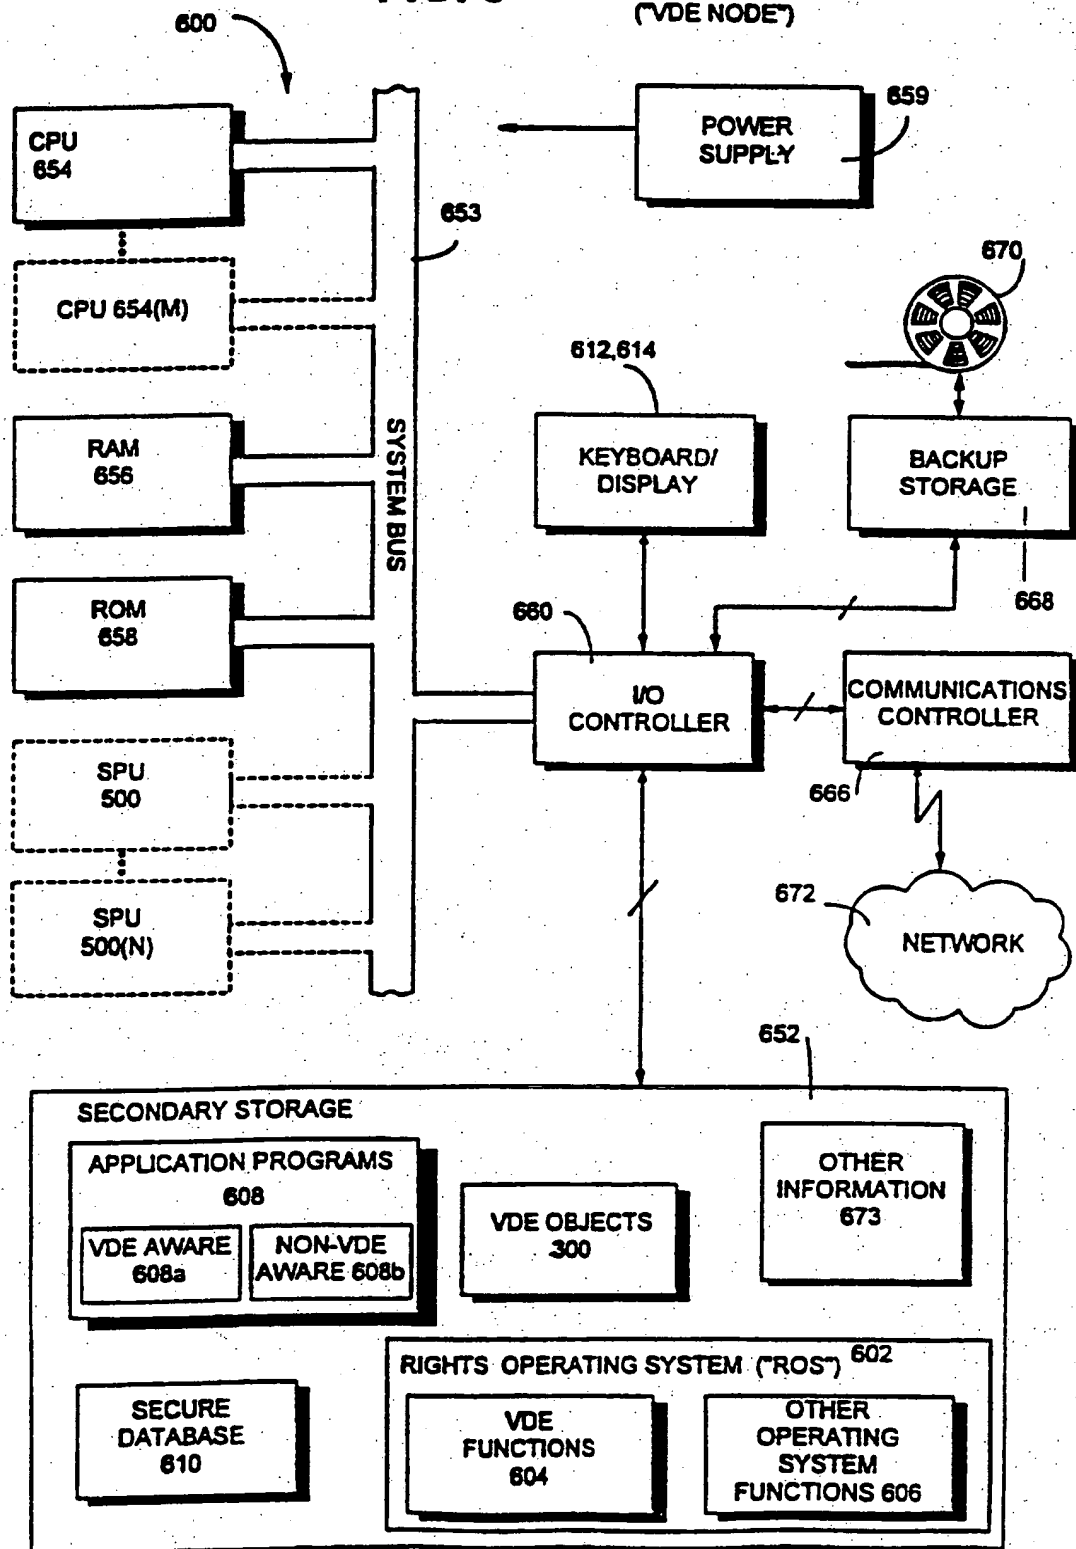 ("VDE NODE")
600
CPU
654
POWER
SUPPLY
659
653
CPU 654(M)
670
612,614
RAM
656
SYSTEM BUS
KEYBOARD/
DISPLAY
BACKUP
STORAGE
668
ROM
658
660
I/O
CONTROLLER
COMMUNICATIONS
CONTROLLER
666
SPU
500
SPU
500(N)
672
NETWORK
652
SECONDARY STORAGE
APPLICATION PROGRAMS
608
VDE AWARE
608a
NON-VDE
AWARE 608b
VDE OBJECTS
300
OTHER
INFORMATION
673
SECURE
DATABASE
610
RIGHTS OPERATING SYSTEM ("ROS") 602
VDE
FUNCTIONS
604
OTHER
OPERATING
SYSTEM
FUNCTIONS 606